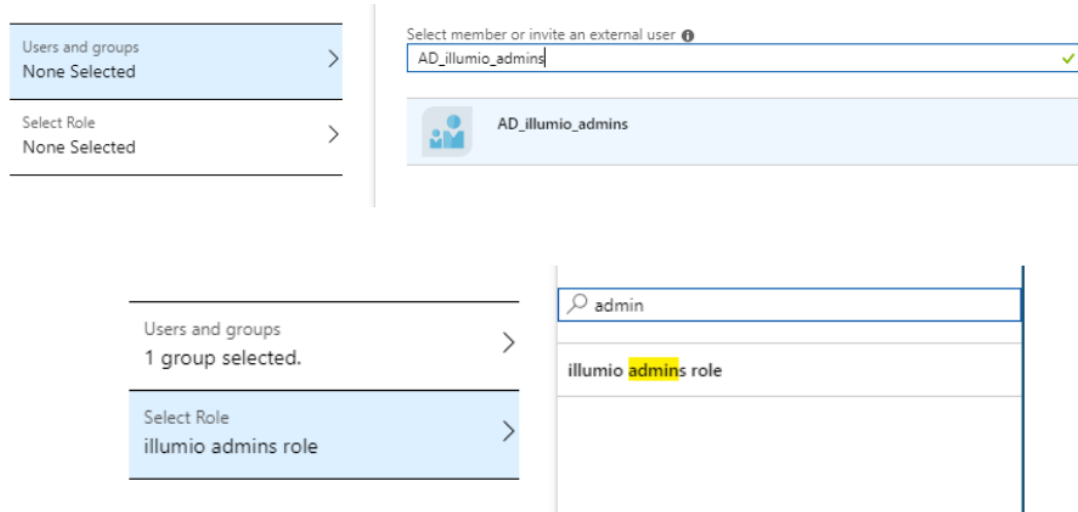 Users and groups
None Selected
Select Role
None Selected
Select member or invite an external user
AD_illumio_admins
AD_illumio_admins
Users and groups
1 group selected.
Select Role
illumio admins role
admin
illumio admins role